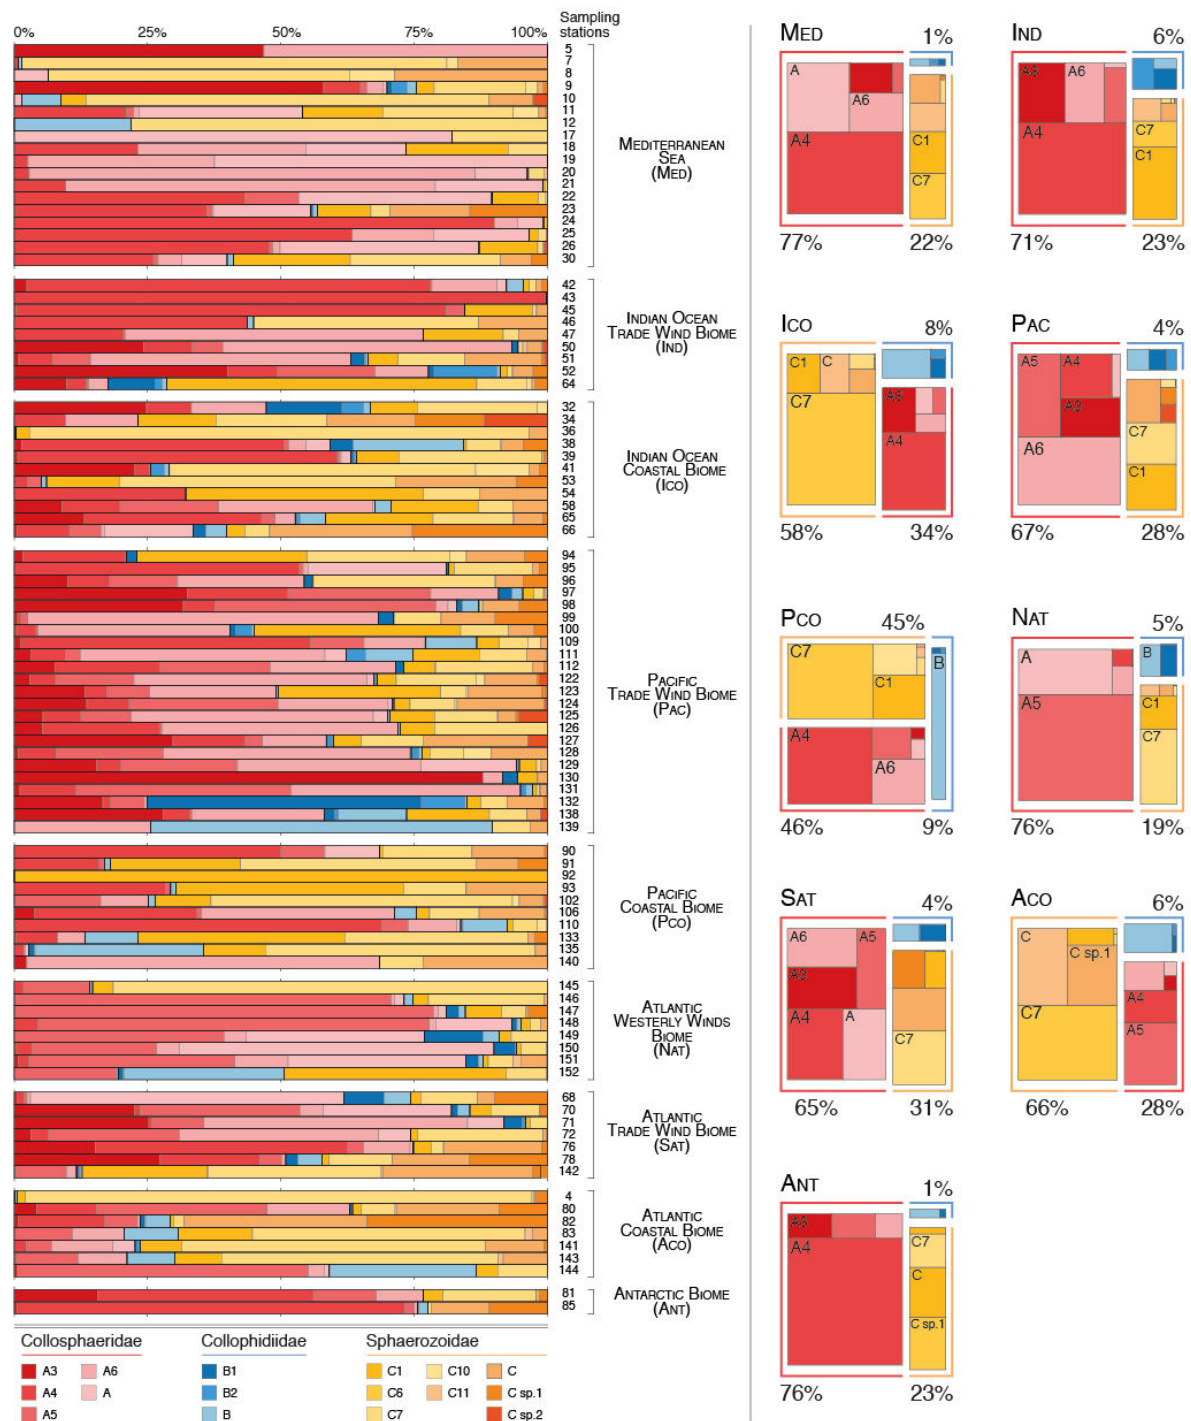 0% 25% 50% 75% 100%
Sampling
stations
5
7
8
9
10
11
12
17
18
19
20
21
22
23
24
25
26
30
MEDITERRANEAN
SEA
(MED)
42
43
45
46
47
50
51
52
64
INDIAN OCEAN
TRADE WIND BIOME
(IND)
32
34
36
38
39
41
53
54
58
65
66
INDIAN OCEAN
COASTAL BIOME
(ICO)
94
95
96
97
98
99
100
109
111
112
122
123
124
125
126
127
128
129
130
131
132
138
139
PACIFIC
TRADE WIND BIOME
(PAC)
90
91
92
93
102
106
110
133
135
140
PACIFIC
COASTAL BIOME
(PCO)
145
146
147
148
149
150
151
152
ATLANTIC
WESTERLY WINDS
BIOME
(NAT)
68
70
71
72
76
78
142
ATLANTIC
TRADE WIND BIOME
(SAT)
4
80
82
83
141
143
144
ATLANTIC
COASTAL BIOME
(ACO)
81
85
ANTARCTIC BIOME
(ANT)
Collosphaeridae
A3 A6
A4 A
A5
Collophidiidae
B1
B2
B
Sphaerozoidae
C1 C10 C
C6 C11 C sp.1
C7 C sp.2
MED 1%
A
A6
A4
C1
C7
77% 22%
IND 6%
A3 A6
A4
C7
C1
71% 23%
ICO 8%
C1 C
C7
A3
A4
58% 34%
PAC 4%
A5 A4
A3
A6
C7
C1
67% 28%
PCO 45%
C7
C1
B
A4
A6
46% 9%
NAT 5%
A
A5
B
C1
C7
76% 19%
SAT 4%
A6 A5
A3
A4 A
C7
65% 31%
ACO 6%
C
C sp.1
C7
A4
A5
66% 28%
ANT 1%
A3
A4
C7
C
C sp.1
76% 23%